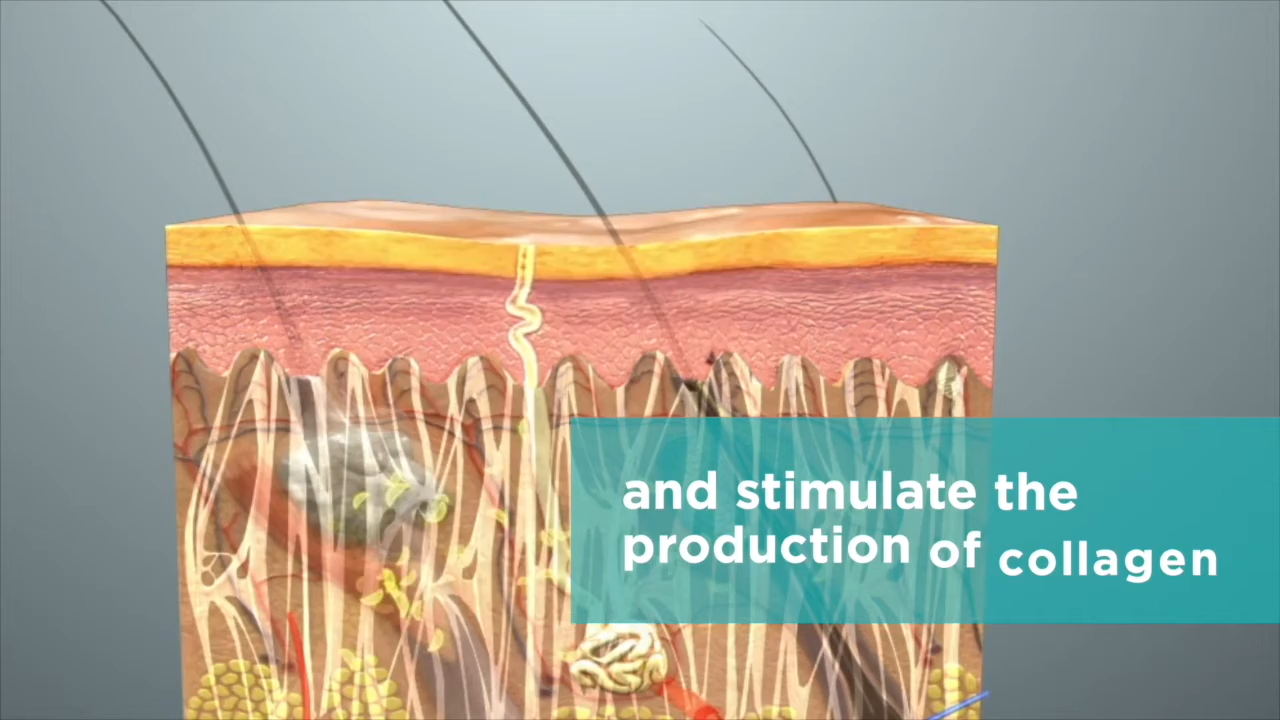 and stimulate the
production of collagen